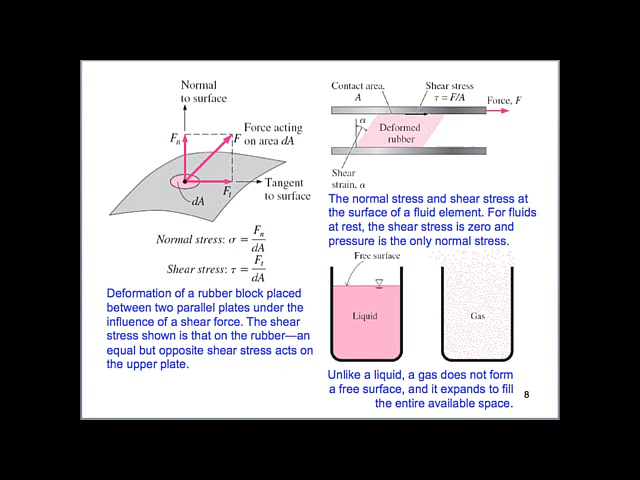 Normal
to surface
Fn
F
Force acting
on area dA
Ft
Tangent
to surface
dA
Normal stress: σ = Fn/dA
Shear stress: τ = Ft/dA
Deformation of a rubber block placed
between two parallel plates under the
influence of a shear force. The shear
stress shown is that on the rubber—an
equal but opposite shear stress acts on
the upper plate.
Contact area,
A
Shear stress
τ = F/A
Force, F
α
Deformed
rubber
Shear
strain, α
The normal stress and shear stress at
the surface of a fluid element. For fluids
at rest, the shear stress is zero and
pressure is the only normal stress.
Free surface
Liquid
Gas
Unlike a liquid, a gas does not form
a free surface, and it expands to fill
the entire available space.
8